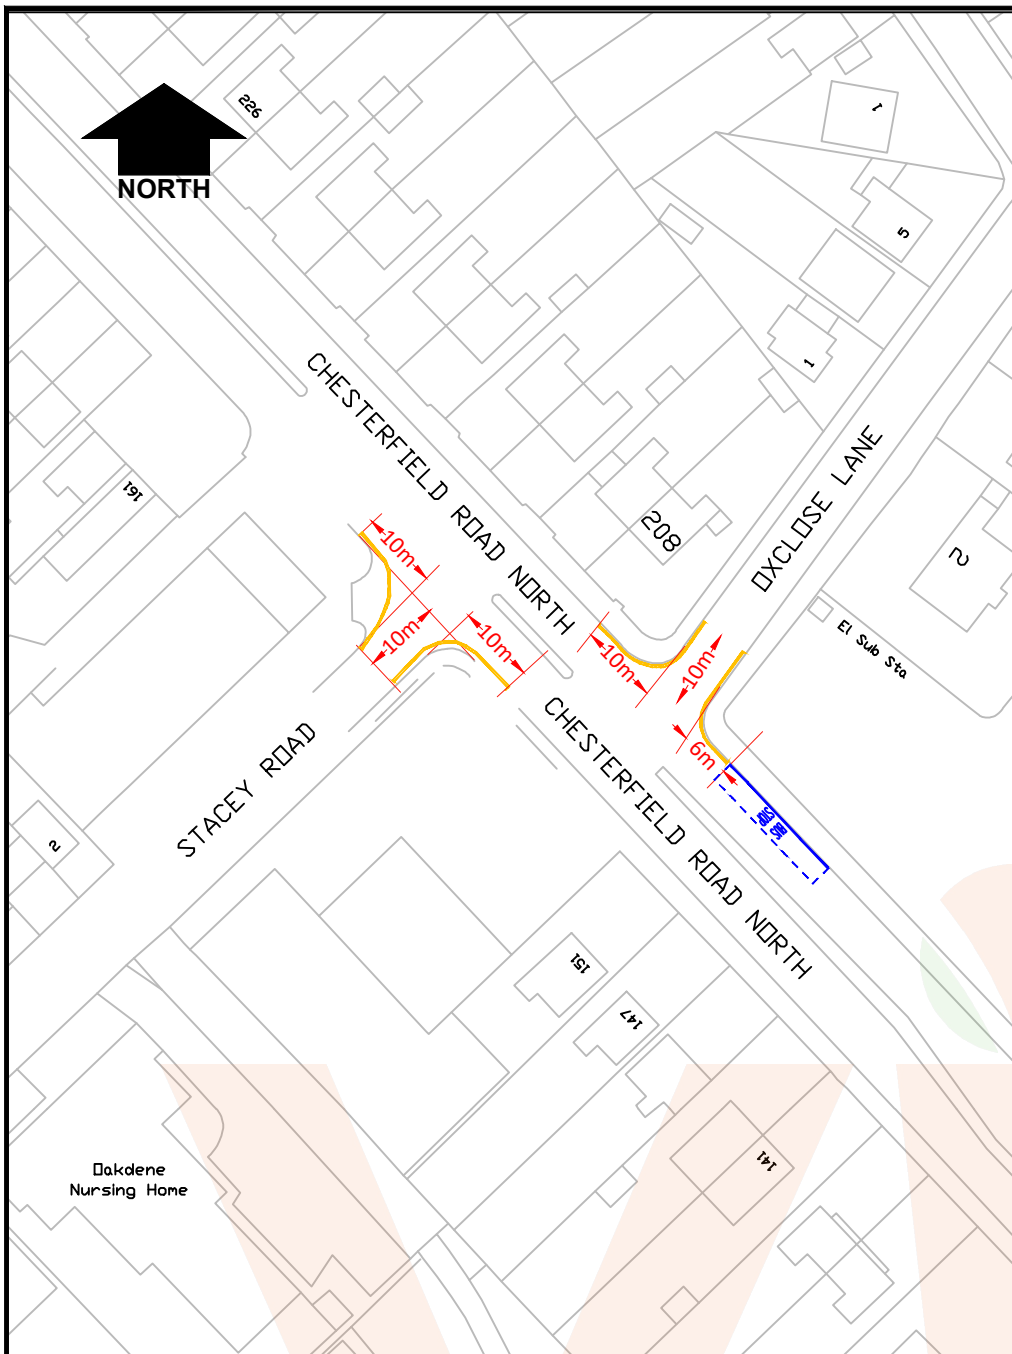 226
1
NORTH
5
1
CHESTERFIELD ROAD NORTH
OXCLOSE LANE
161
208
2
10m
10m
10m
10m
10m
6m
El Sub Sta
STACEY ROAD
CHESTERFIELD ROAD NORTH
2
151
147
141
Oakdene
Nursing Home